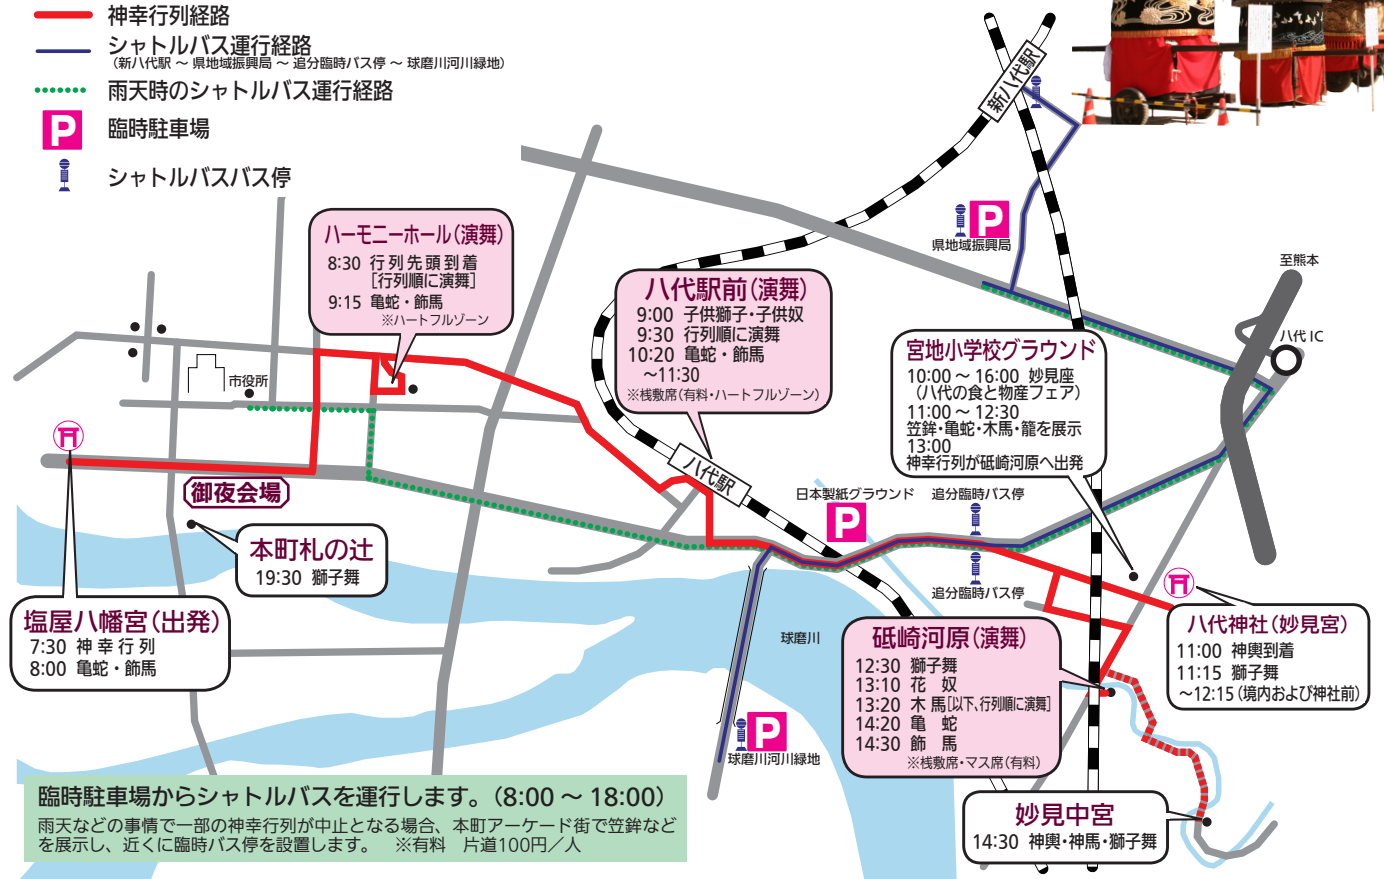 神幸行列経路
シャトルバス運行経路
（新八代駅 ～ 県地域振興局 ～ 追分臨時バス停 ～ 球磨川河川緑地）
雨天時のシャトルバス運行経路
P
臨時駐車場
シャトルバスバス停
新八代駅
P
県地域振興局
至熊本
八代 IC
ハーモニーホール（演舞）
8:30 行列先頭到着
[行列順に演舞]
9:15 亀蛇・飾馬
※ハートフルゾーン
八代駅前（演舞）
9:00 子供獅子・子供奴
9:30 行列順に演舞
10:20 亀蛇・飾馬
～11:30
※桟敷席（有料・ハートフルゾーン）
宮地小学校グラウンド
10:00 ～ 16:00 妙見座
（八代の食と物産フェア）
11:00 ～ 12:30
笠鉾・亀蛇・木馬・籠を展示
13:00
神幸行列が砥崎河原へ出発
市役所
御夜会場
八代駅
日本製紙グラウンド
P
追分臨時バス停
追分臨時バス停
本町札の辻
19:30 獅子舞
塩屋八幡宮（出発）
7:30 神幸行列
8:00 亀蛇・飾馬
球磨川
砥崎河原（演舞）
12:30 獅子舞
13:10 花 奴
13:20 木馬[以下、行列順に演舞]
14:20 亀 蛇
14:30 飾 馬
※桟敷席・マス席（有料）
八代神社（妙見宮）
11:00 神輿到着
11:15 獅子舞
～12:15（境内および神社前）
P
球磨川河川緑地
妙見中宮
14:30 神輿・神馬・獅子舞
臨時駐車場からシャトルバスを運行します。（8:00 ～ 18:00）
雨天などの事情で一部の神幸行列が中止となる場合、本町アーケード街で笠鉾など
を展示し、近くに臨時バス停を設置します。 ※有料 片道100円／人